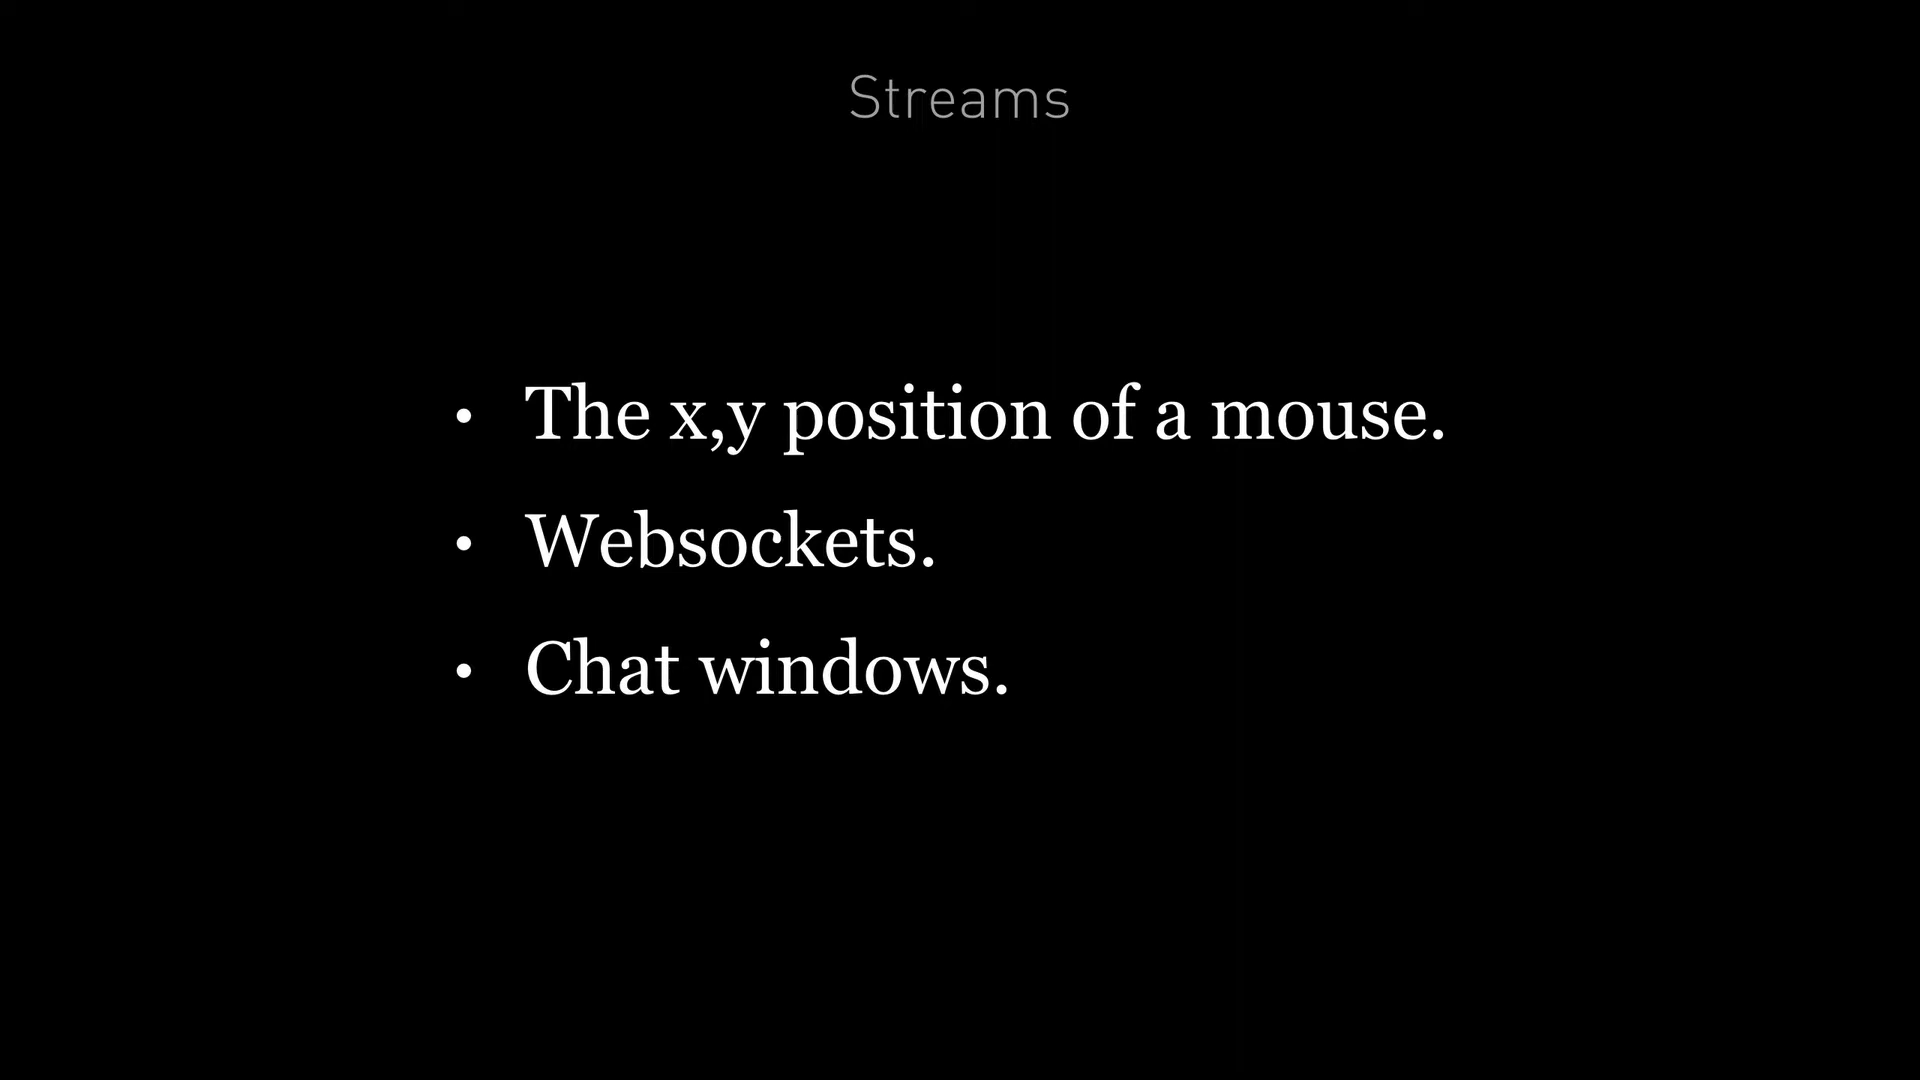 Streams
• The x,y position of a mouse.
• Websockets.
• Chat windows.